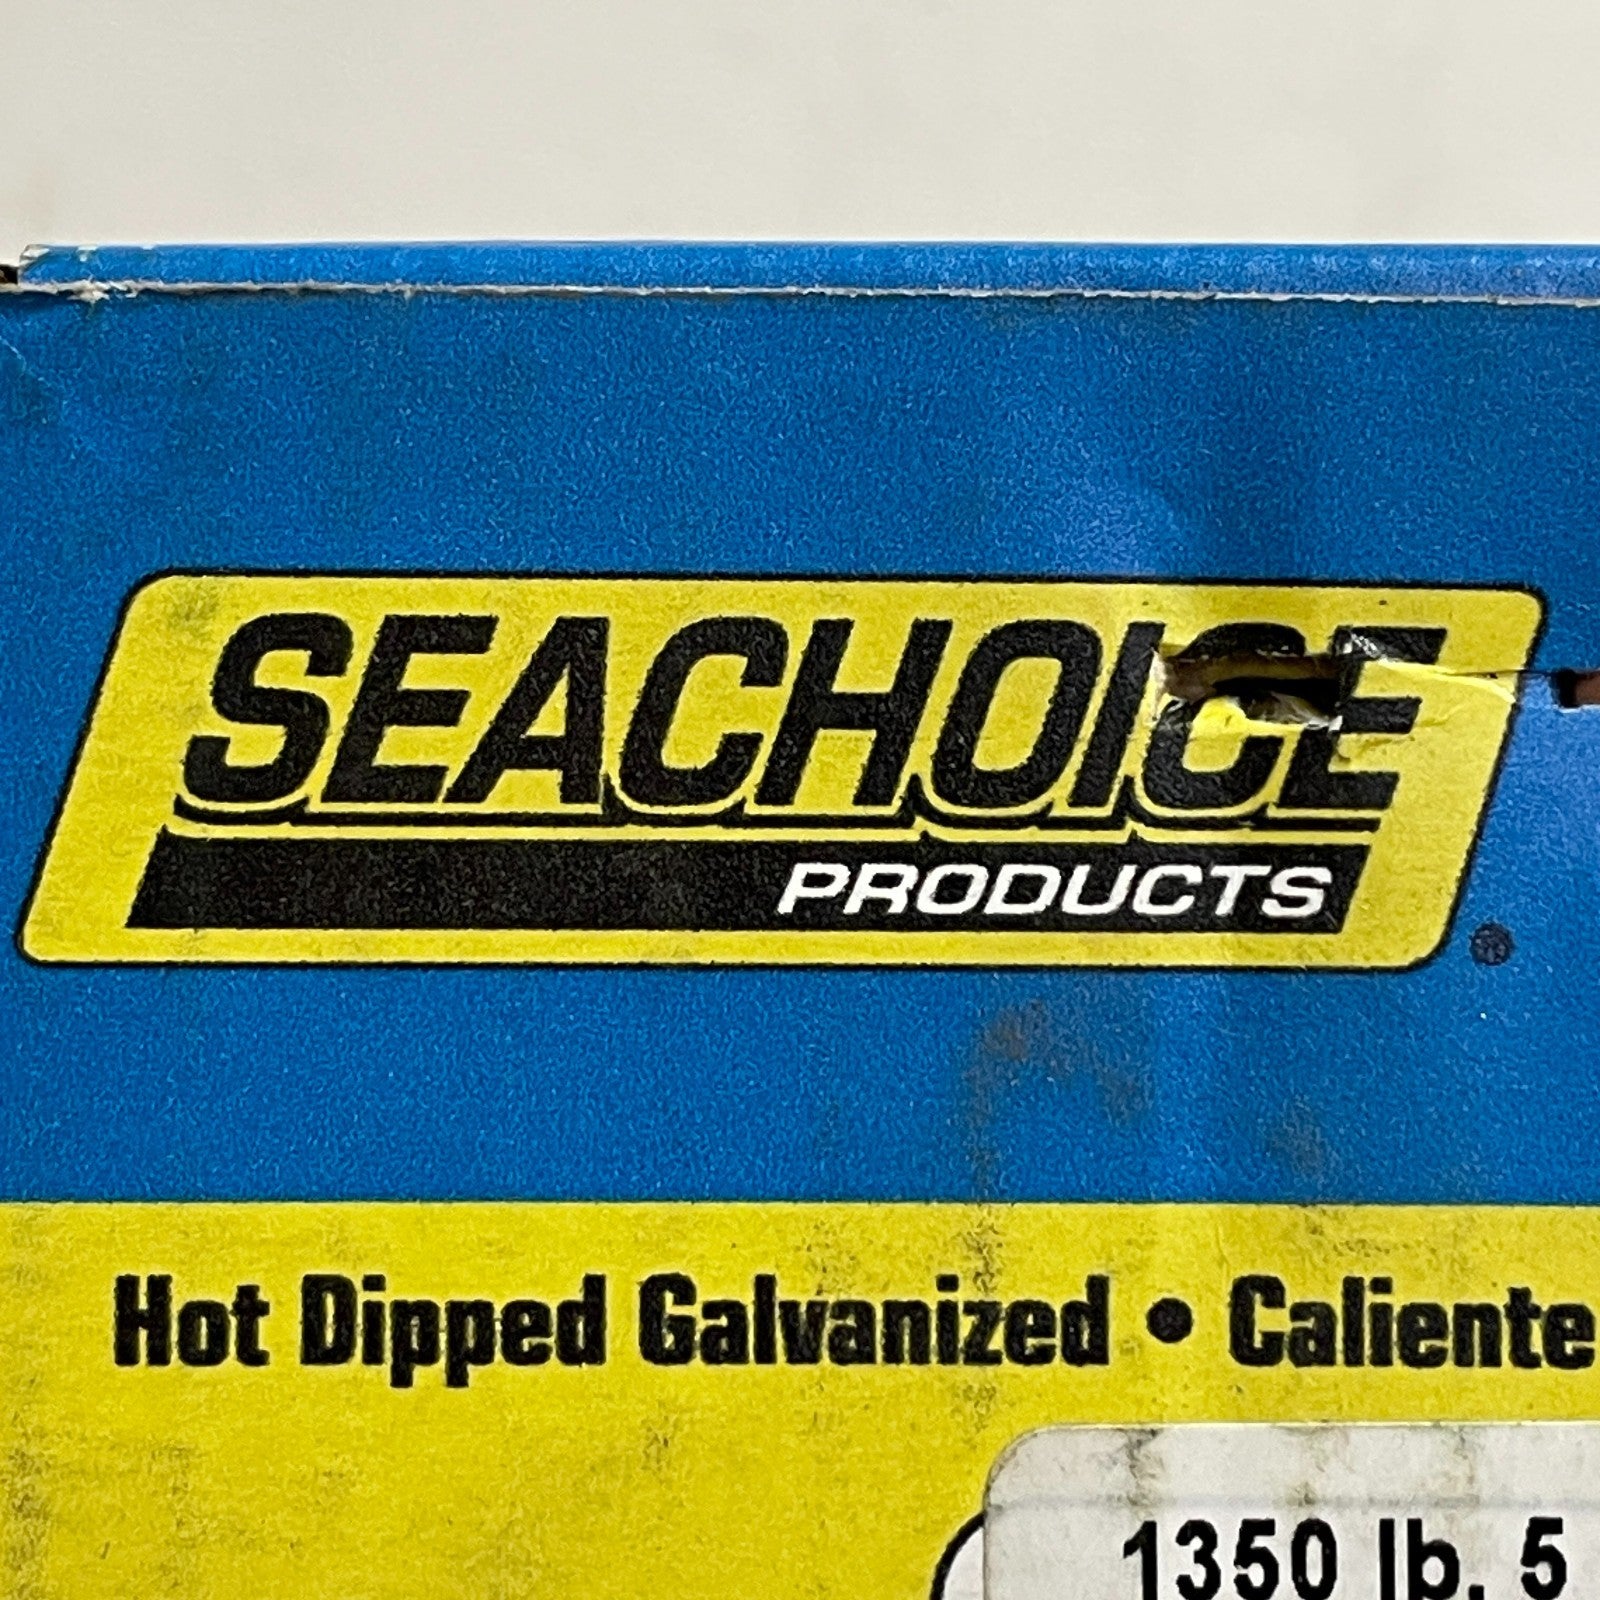 SEACHOICE
PRODUCTS
®
Hot Dipped Galvanized • Caliente
1350 lb. 5